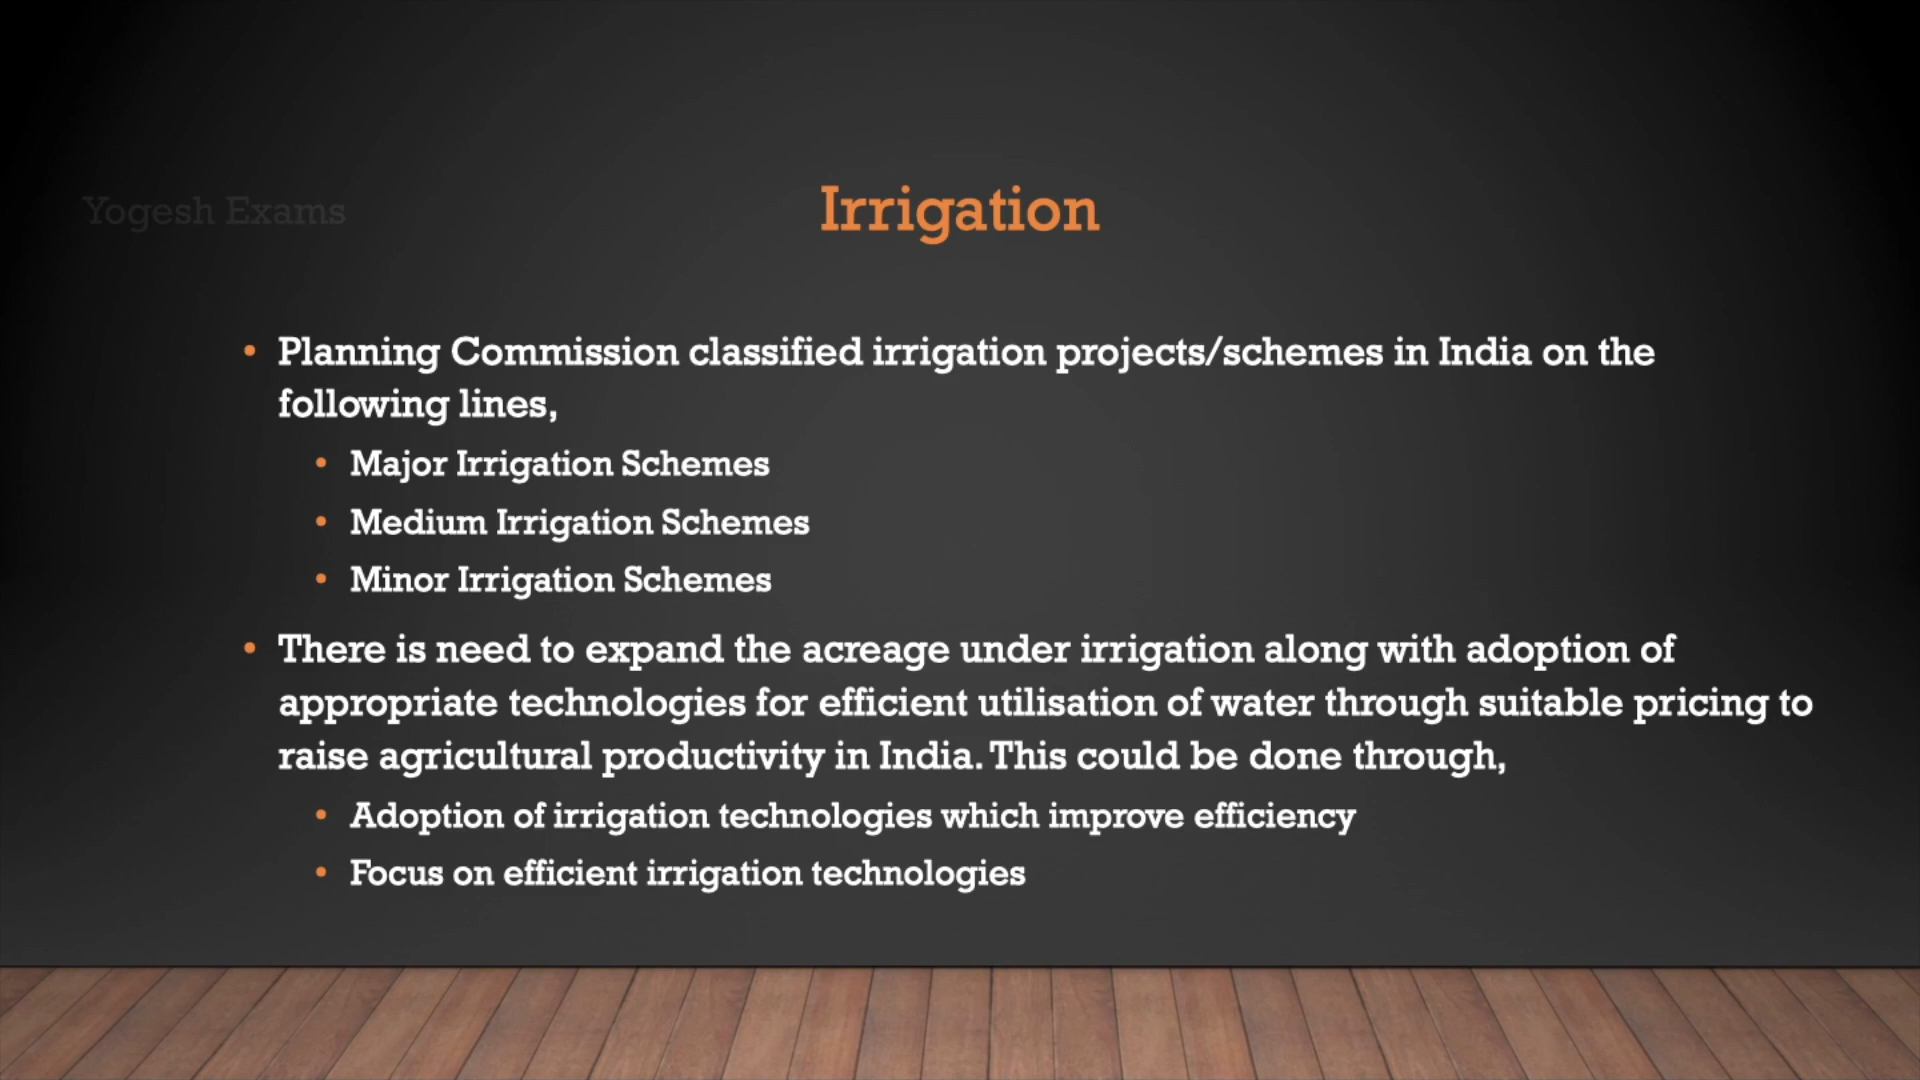 Yogesh Exams
Irrigation
• Planning Commission classified irrigation projects/schemes in India on the
following lines,
• Major Irrigation Schemes
• Medium Irrigation Schemes
• Minor Irrigation Schemes
• There is need to expand the acreage under irrigation along with adoption of
appropriate technologies for efficient utilisation of water through suitable pricing to
raise agricultural productivity in India. This could be done through,
• Adoption of irrigation technologies which improve efficiency
• Focus on efficient irrigation technologies